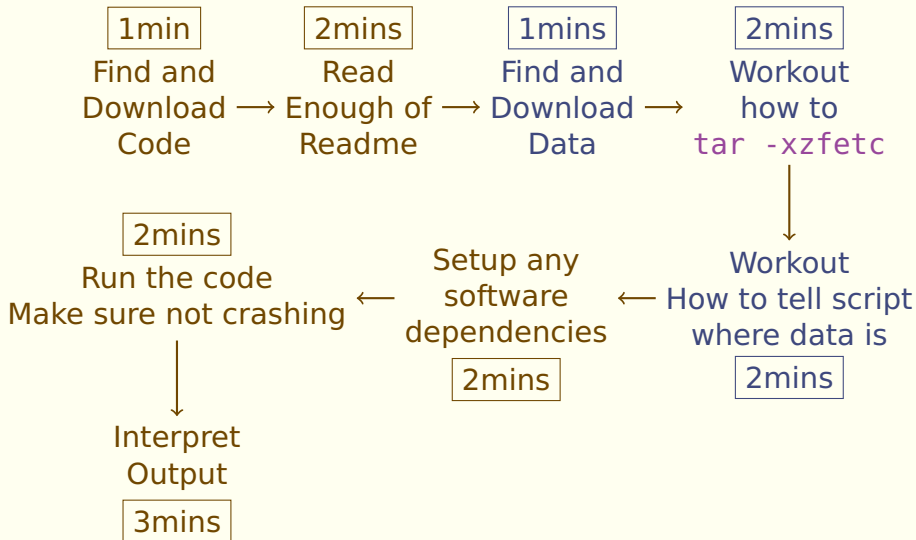 1min
Find and
Download
Code
2mins
Read
Enough of
Readme
1mins
Find and
Download
Data
2mins
Workout
how to
tar -xzfetc
Workout
How to tell script
where data is
2mins
Setup any
software
dependencies
2mins
2mins
Run the code
Make sure not crashing
Interpret
Output
3mins